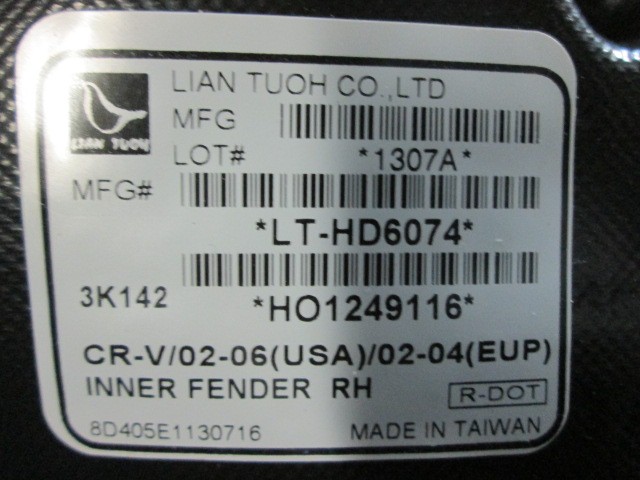 LIAN TUOH CO.,LTD
LIAN TUOH
MFG
LOT#
*1307A*
MFG#
*LT-HD6074*
3K142
*HO1249116*
CR-V/02-06(USA)/02-04(EUP)
INNER FENDER RH
R-DOT
8D405E1130716
MADE IN TAIWAN